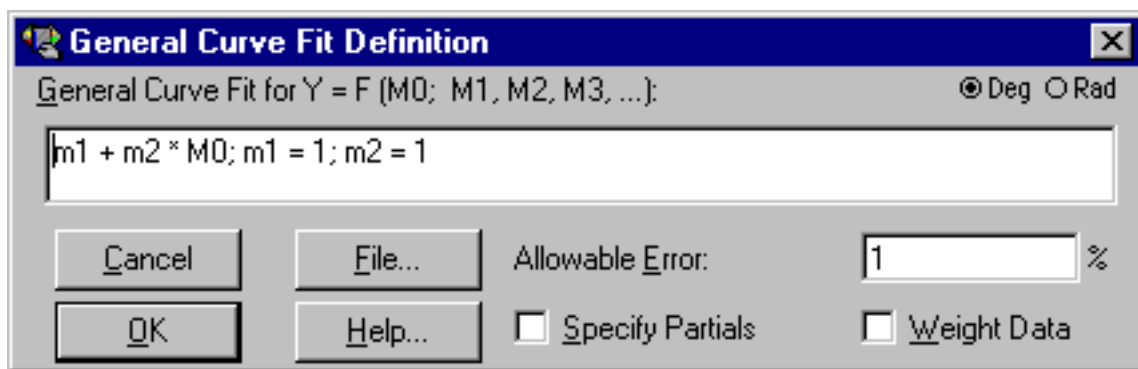 General Curve Fit Definition
General Curve Fit for Y = F (M0; M1, M2, M3, ...): Deg Rad
m1 + m2 * M0; m1 = 1; m2 = 1
Cancel File... Allowable Error: 1 %
OK Help... Specify Partials Weight Data